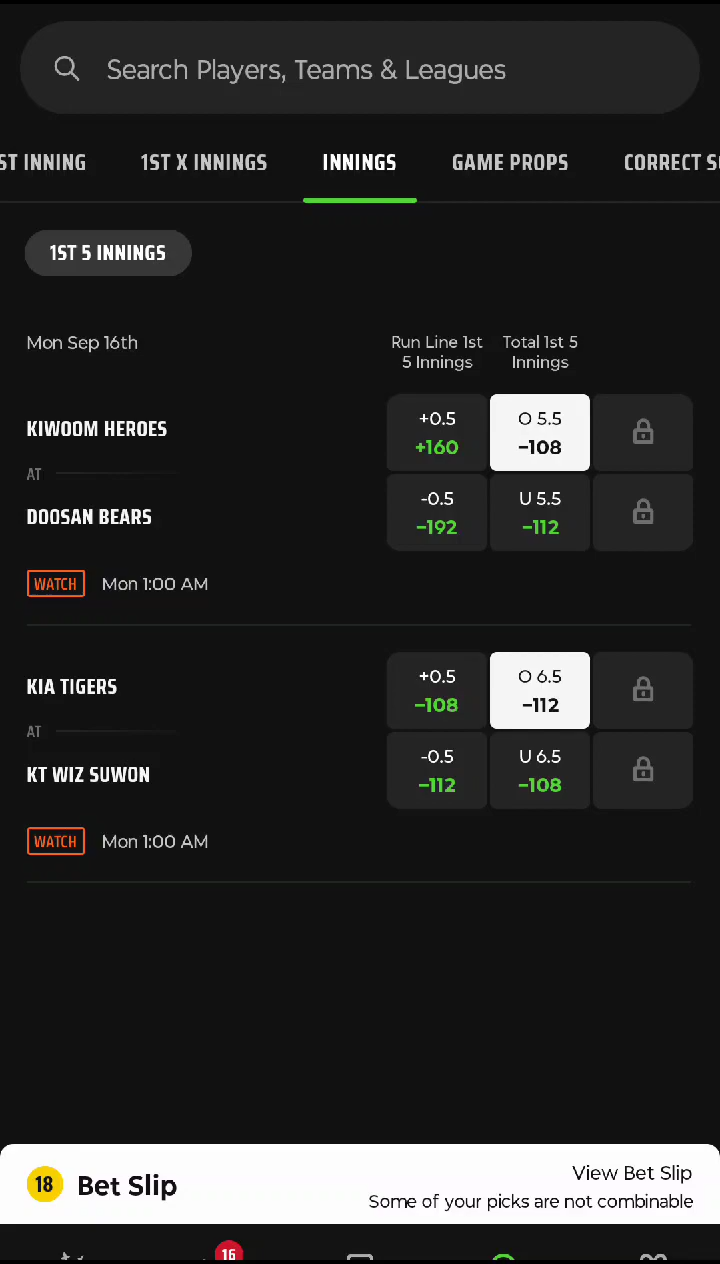 Search Players, Teams & Leagues
ST INNING 1ST X INNINGS INNINGS GAME PROPS CORRECT S
1ST 5 INNINGS
Mon Sep 16th
Run Line 1st
5 Innings
Total 1st 5
Innings
KIWOOM HEROES
+0.5
+160
O 5.5
−108
AT
DOOSAN BEARS
-0.5
−192
U 5.5
−112
WATCH Mon 1:00 AM
KIA TIGERS
+0.5
−108
O 6.5
−112
AT
KT WIZ SUWON
-0.5
−112
U 6.5
−108
WATCH Mon 1:00 AM
18 Bet Slip
View Bet Slip
Some of your picks are not combinable
16